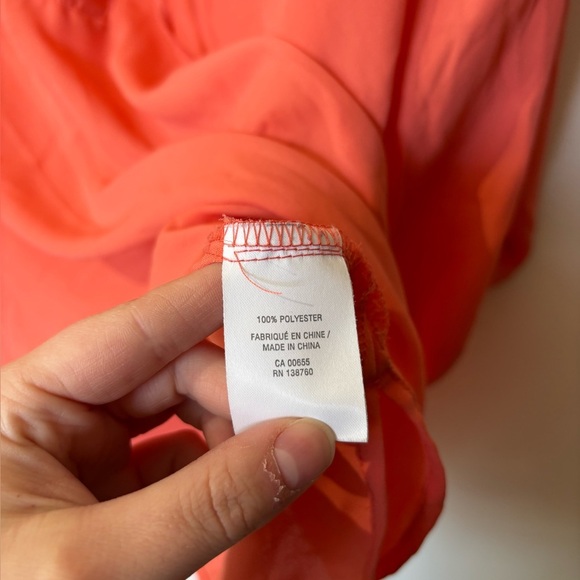 100% POLYESTER
FABRIQUÉ EN CHINE /
MADE IN CHINA
CA 00655
RN 138760